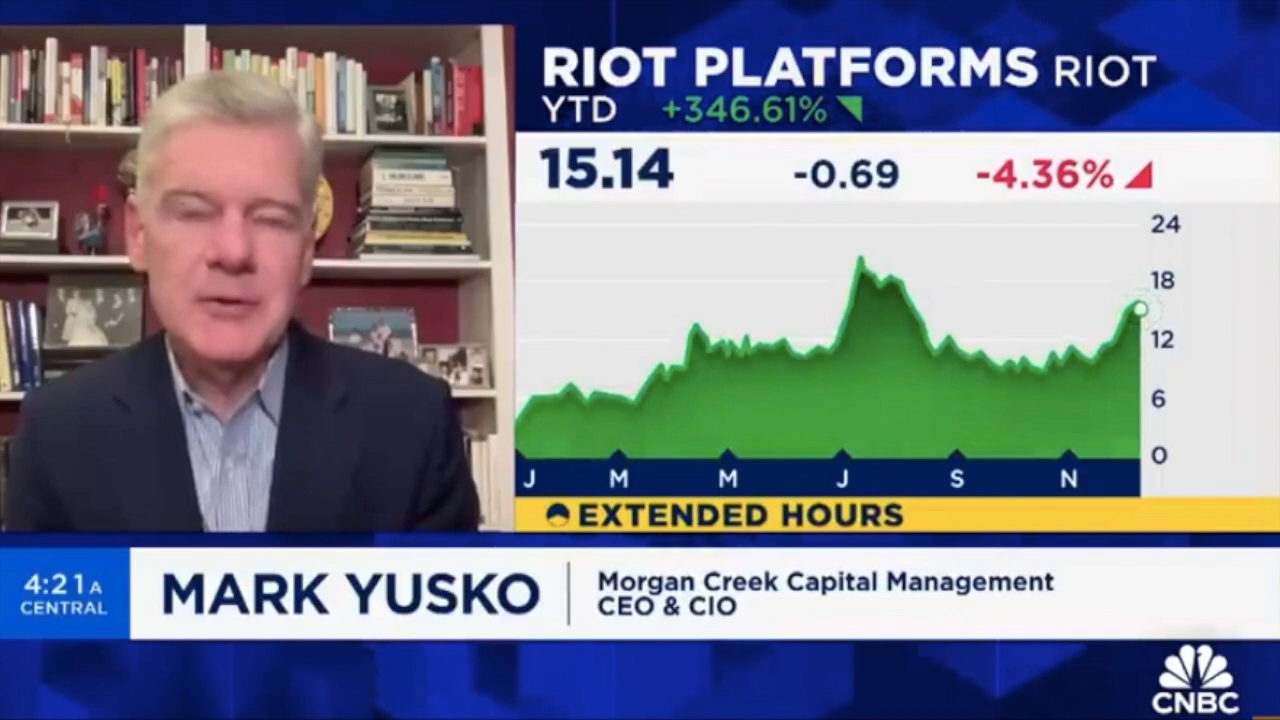 RIOT PLATFORMS RIOT
YTD +346.61%
15.14 -0.69 -4.36%
24
18
12
6
0
J M M J S N
EXTENDED HOURS
4:21A
CENTRAL
MARK YUSKO
Morgan Creek Capital Management
CEO & CIO
CNBC